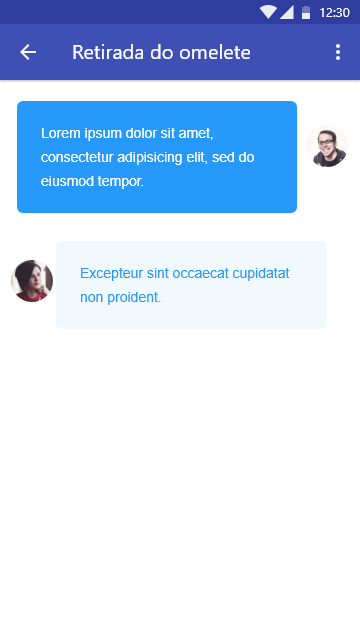 12:30
Retirada do omelete
Lorem ipsum dolor sit amet,
consectetur adipisicing elit, sed do
eiusmod tempor.
Excepteur sint occaecat cupidatat
non proident.